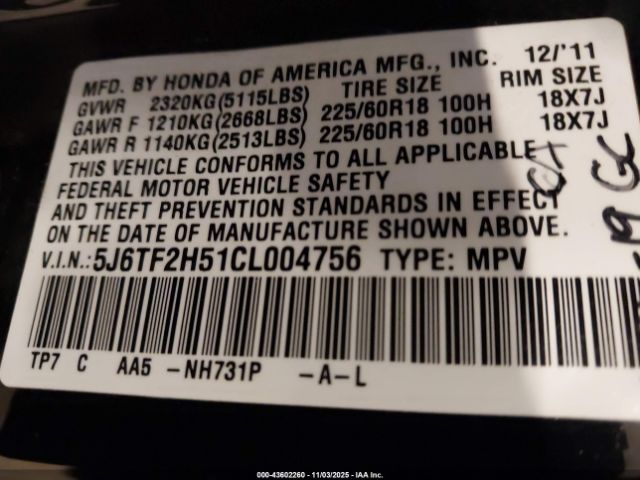 MFD. BY HONDA OF AMERICA MFG., INC. 12/'11
GVWR 2320KG(5115LBS) TIRE SIZE RIM SIZE
GAWR F 1210KG(2668LBS) 225/60R18 100H 18X7J
GAWR R 1140KG(2513LBS) 225/60R18 100H 18X7J
THIS VEHICLE CONFORMS TO ALL APPLICABLE
FEDERAL MOTOR VEHICLE SAFETY
AND THEFT PREVENTION STANDARDS IN EFFECT
ON THE DATE OF MANUFACTURE SHOWN ABOVE.
V.I.N.:5J6TF2H51CL004756 TYPE: MPV
TP7 C AA5 -NH731P -A-L
000-43602260 - 11/03/2025 - IAA Inc.